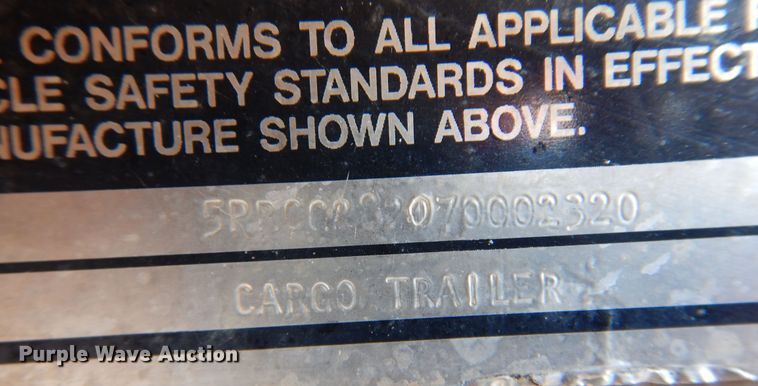 CONFORMS TO ALL APPLICABLE
CLE SAFETY STANDARDS IN EFFECT
NUFACTURE SHOWN ABOVE.
CARGO TRAILER
Purple Wave Auction